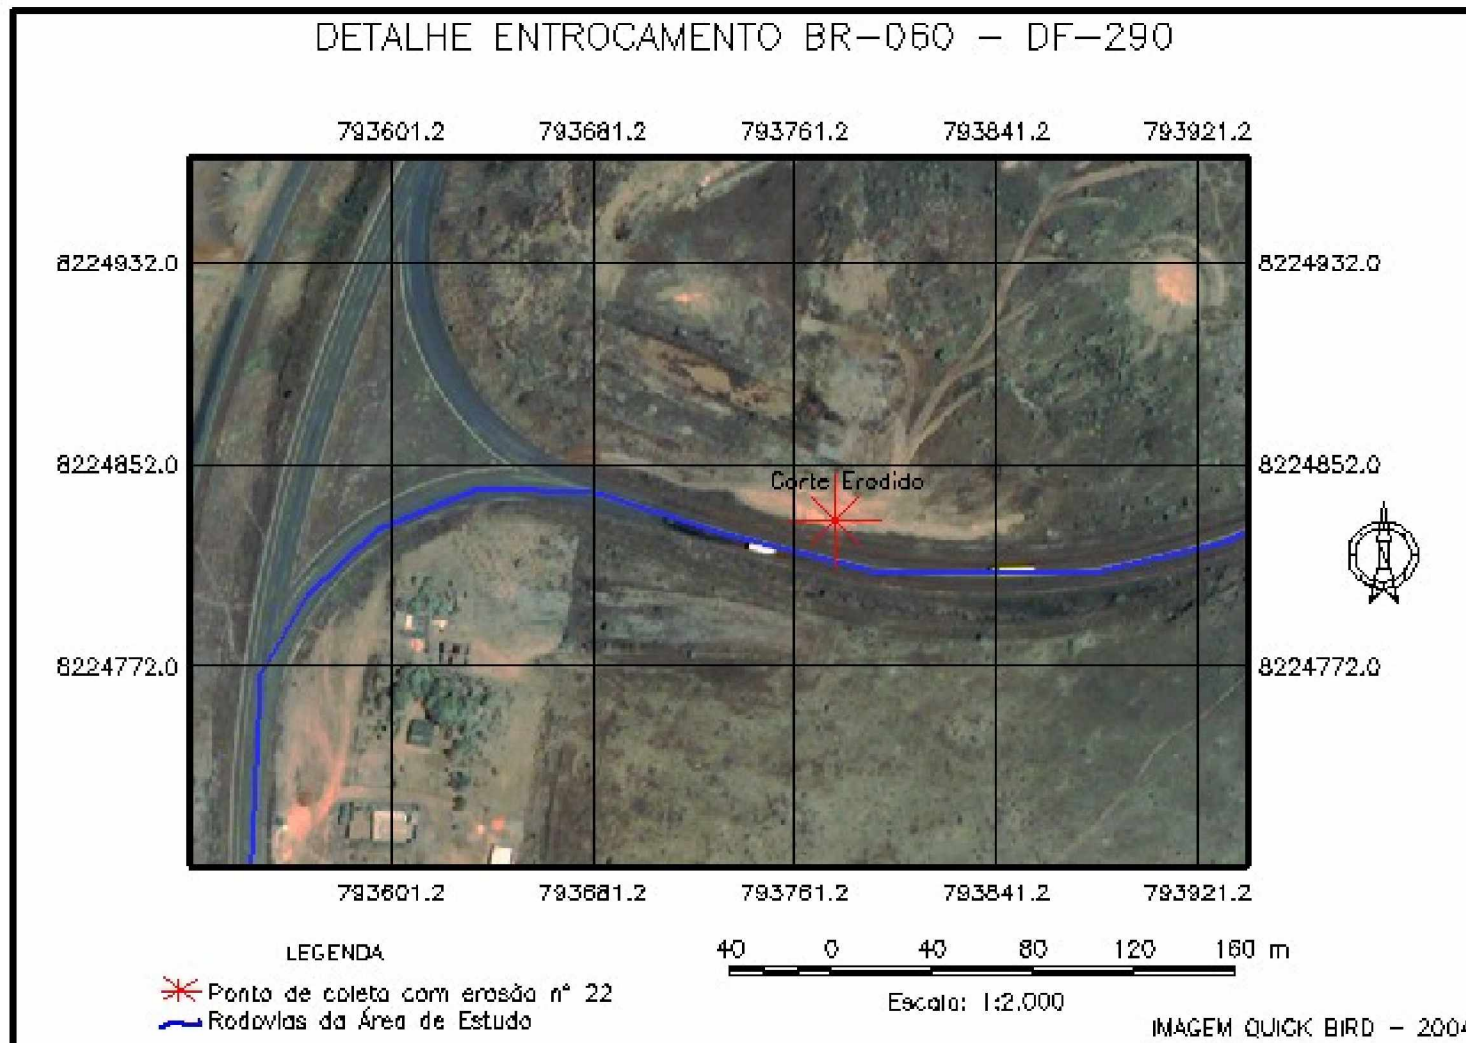 DETALHE ENTROCAMENTO BR-060 - DF-290
793601.2 793681.2 793761.2 793841.2 793921.2
8224932.0 8224932.0
8224852.0 8224852.0
Corte Erodido
8224772.0 8224772.0
793601.2 793681.2 793761.2 793841.2 793921.2
LEGENDA
Ponto de coleta com erosão n° 22
Rodovias da Área de Estudo
40 0 40 80 120 160 m
Escala: 1:2.000
IMAGEM QUICK BIRD - 2004